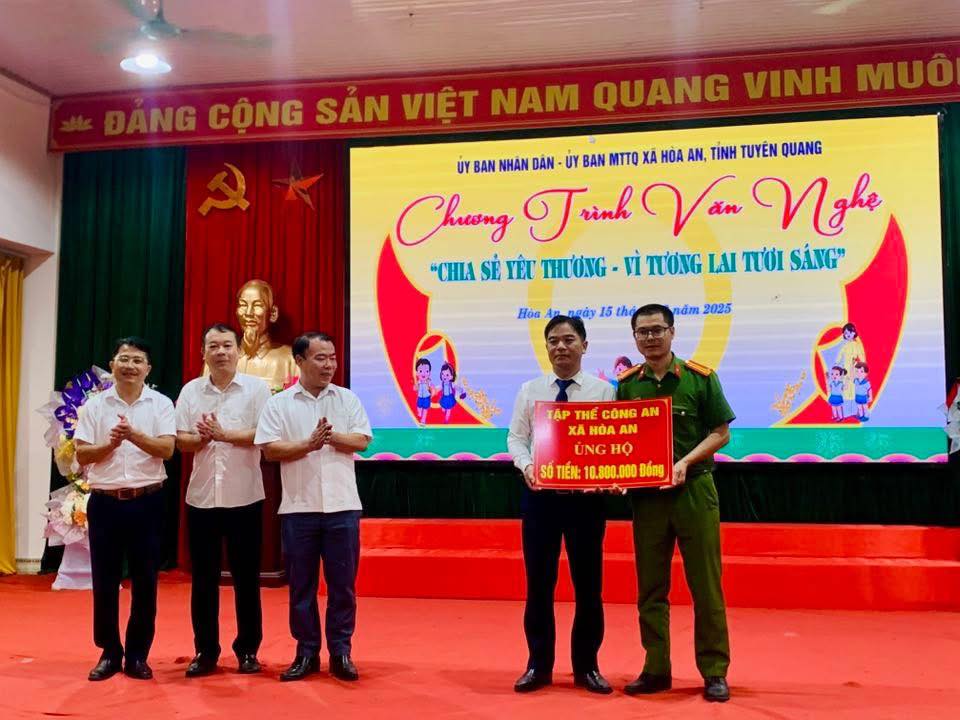 ĐẢNG CỘNG SẢN VIỆT NAM QUANG VINH MUÔ
ỦY BAN NHÂN DÂN - ỦY BAN MTTQ XÃ HÒA AN, TỈNH TUYÊN QUANG
Chương Trình Văn Nghệ
“CHIA SẺ YÊU THƯƠNG - VÌ TƯƠNG LAI TƯƠI SÁNG”
Hòa An, ngày 15 năm 2025
TẬP THỂ CÔNG AN
XÃ HÒA AN
ỦNG HỘ
SỐ TIỀN: 10.800.000 Đồng